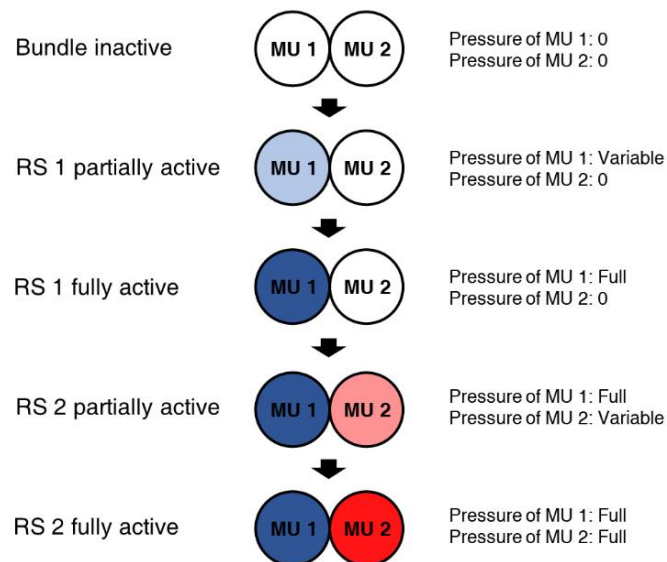 Bundle inactive
MU 1 MU 2
Pressure of MU 1: 0
Pressure of MU 2: 0
RS 1 partially active
MU 1 MU 2
Pressure of MU 1: Variable
Pressure of MU 2: 0
RS 1 fully active
MU 1 MU 2
Pressure of MU 1: Full
Pressure of MU 2: 0
RS 2 partially active
MU 1 MU 2
Pressure of MU 1: Full
Pressure of MU 2: Variable
RS 2 fully active
MU 1 MU 2
Pressure of MU 1: Full
Pressure of MU 2: Full